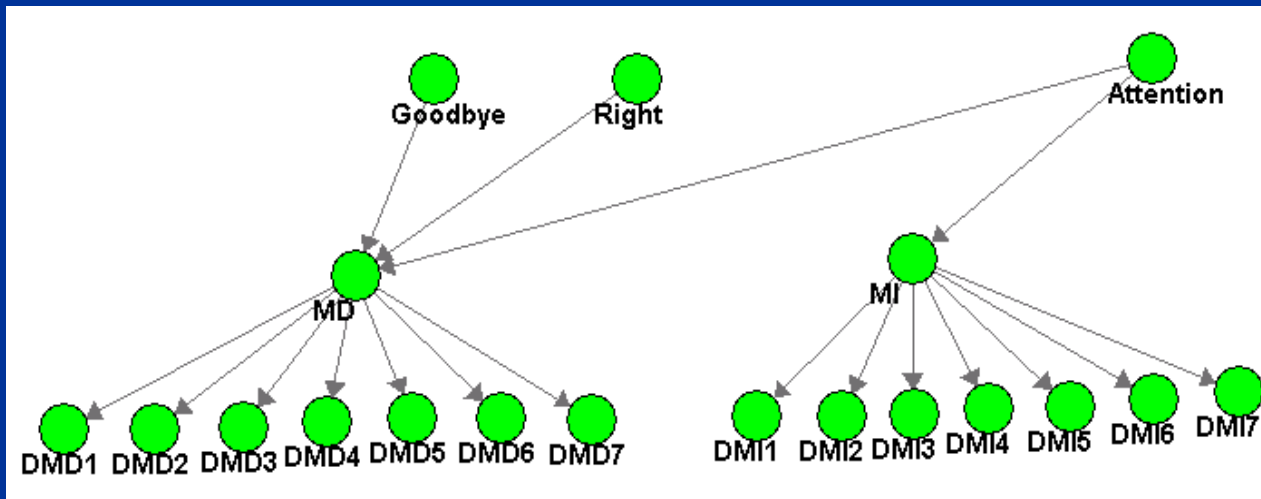 Goodbye
Right
Attention
MD
MI
DMD1 DMD2 DMD3 DMD4 DMD5 DMD6 DMD7
DMI1 DMI2 DMI3 DMI4 DMI5 DMI6 DMI7